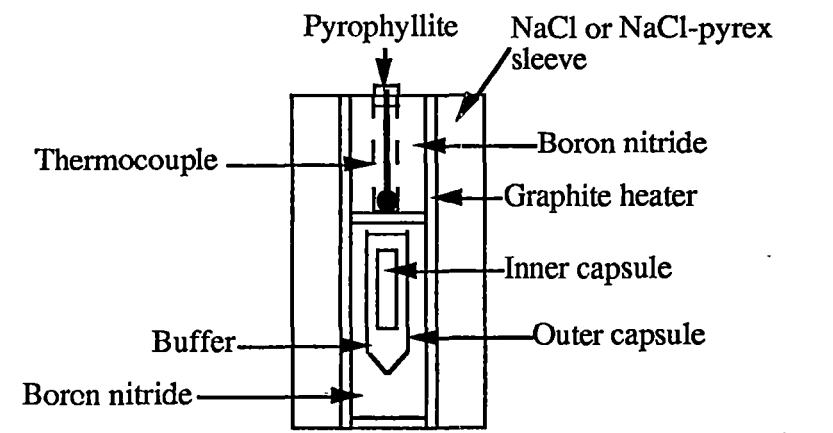 Pyrophyllite
NaCl or NaCl-pyrex
sleeve
Boron nitride
Thermocouple
Graphite heater
Inner capsule
Outer capsule
Buffer
Boron nitride